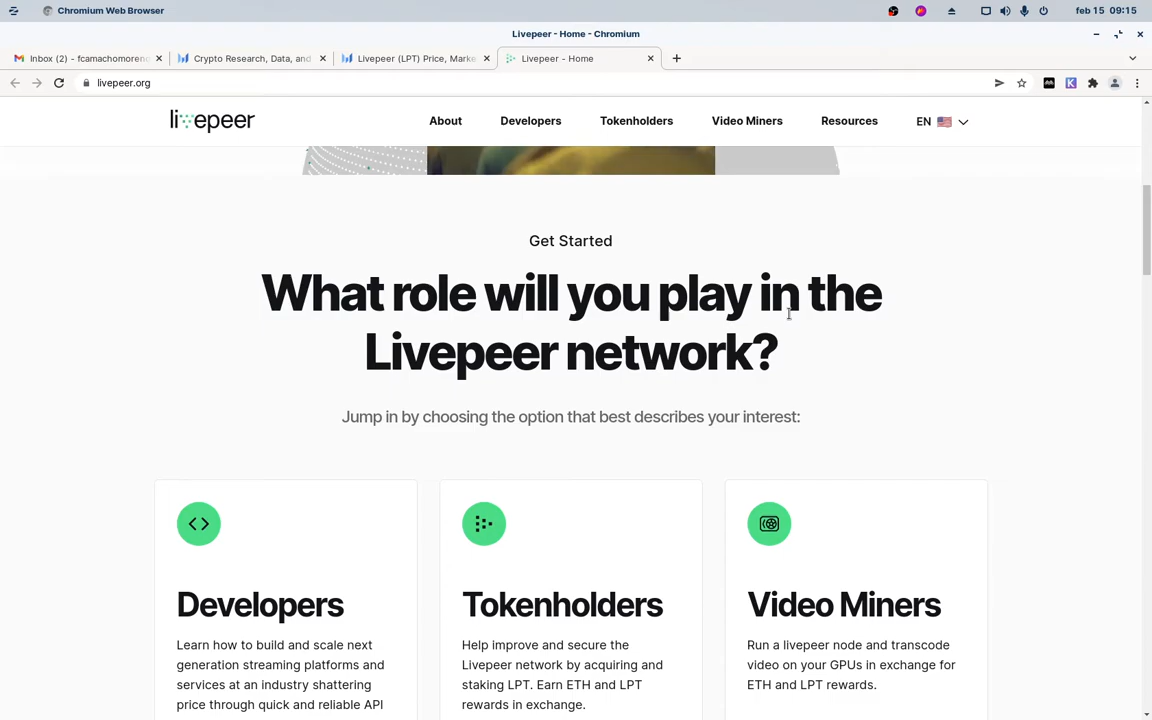 Chromium Web Browser
feb 15 09:15
Livepeer - Home - Chromium
Inbox (2) - fcamachomoreno
Crypto Research, Data, and
Livepeer (LPT) Price, Marke
Livepeer - Home
livepeer.org
livepeer
About
Developers
Tokenholders
Video Miners
Resources
EN
Get Started
What role will you play in the
Livepeer network?
Jump in by choosing the option that best describes your interest:
Developers
Learn how to build and scale next
generation streaming platforms and
services at an industry shattering
price through quick and reliable API
Tokenholders
Help improve and secure the
Livepeer network by acquiring and
staking LPT. Earn ETH and LPT
rewards in exchange.
Video Miners
Run a livepeer node and transcode
video on your GPUs in exchange for
ETH and LPT rewards.